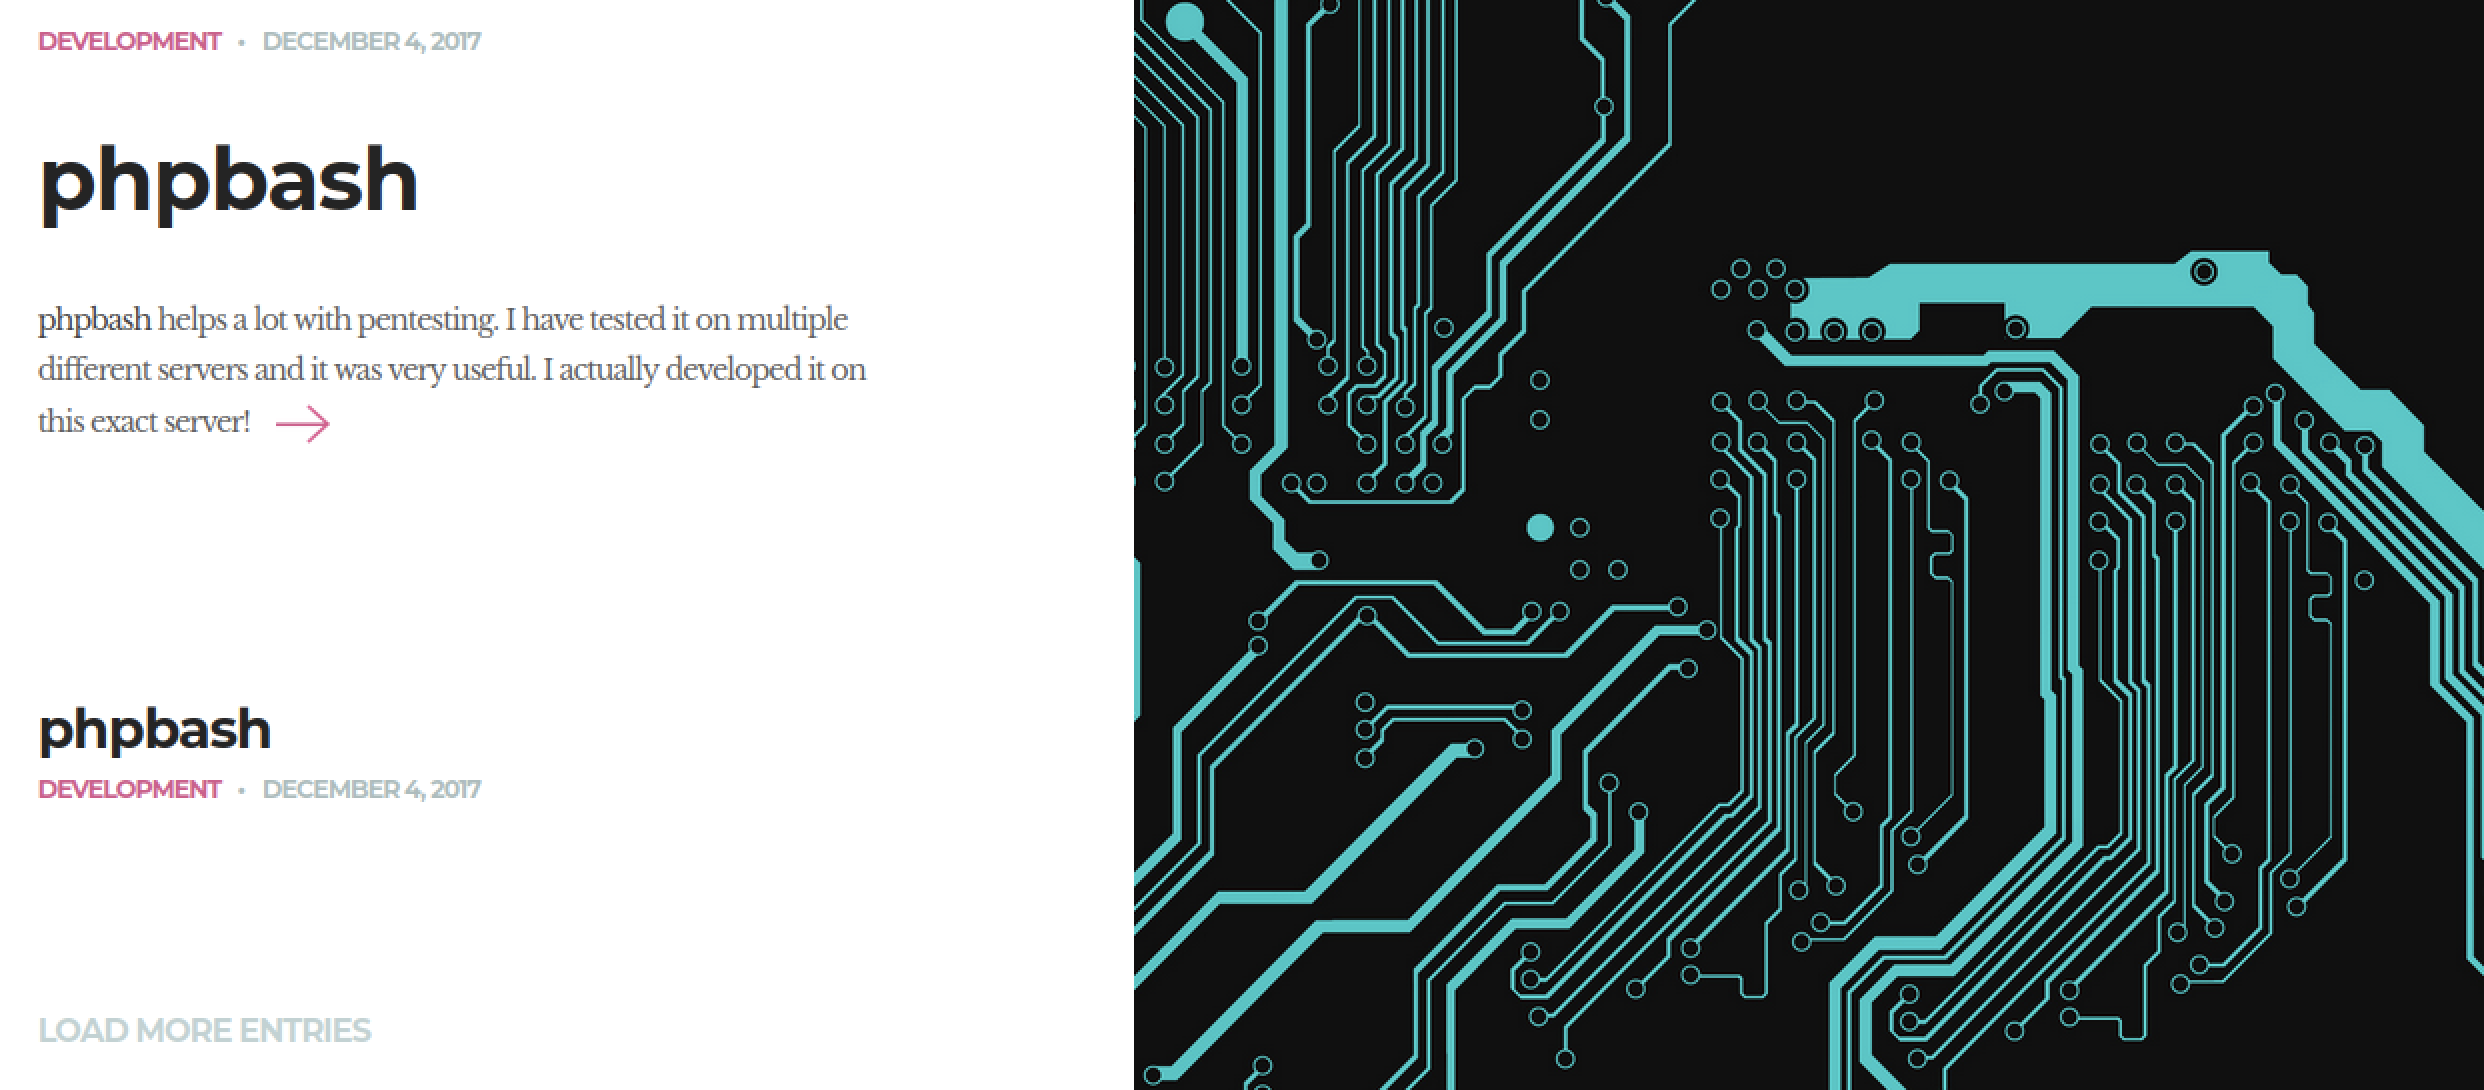 DEVELOPMENT • DECEMBER 4, 2017
phpbash
phpbash helps a lot with pentesting. I have tested it on multiple
different servers and it was very useful. I actually developed it on
this exact server! →
phpbash
DEVELOPMENT • DECEMBER 4, 2017
LOAD MORE ENTRIES